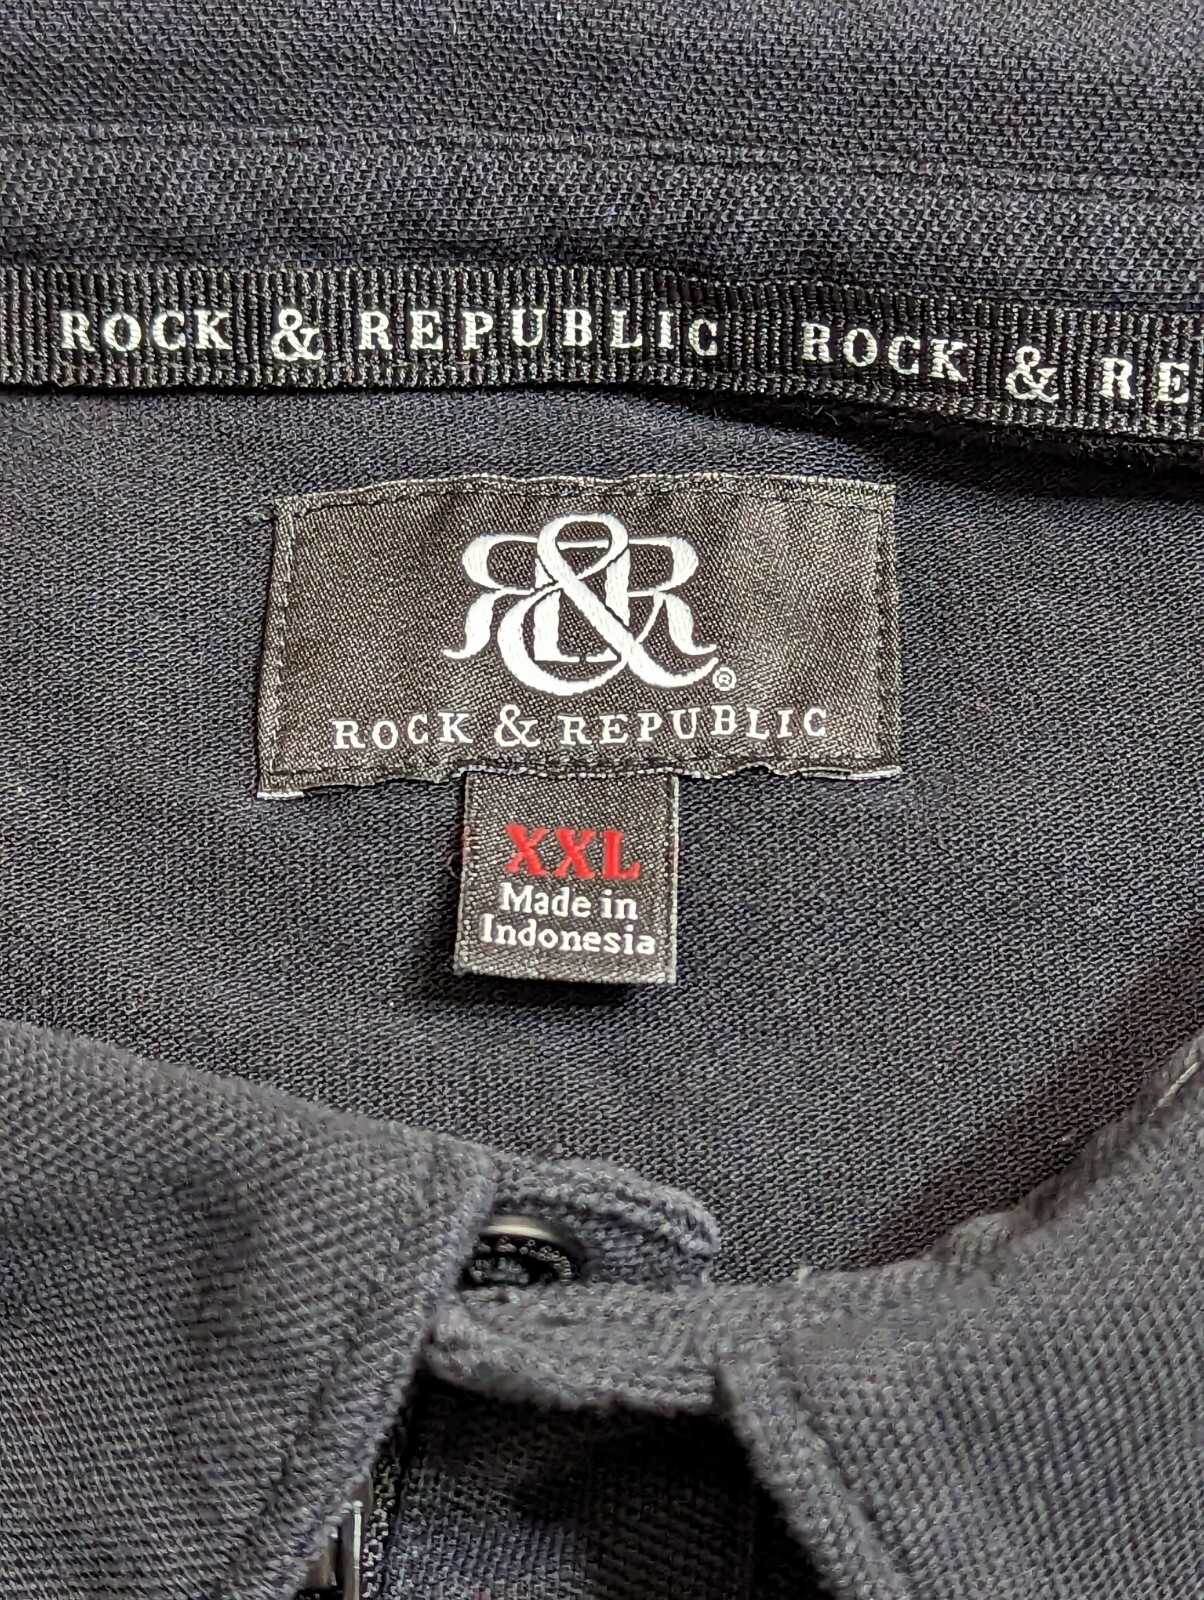 ROCK & REPUBLIC ROCK & RE
R&R®
ROCK & REPUBLIC
XXL
Made in
Indonesia